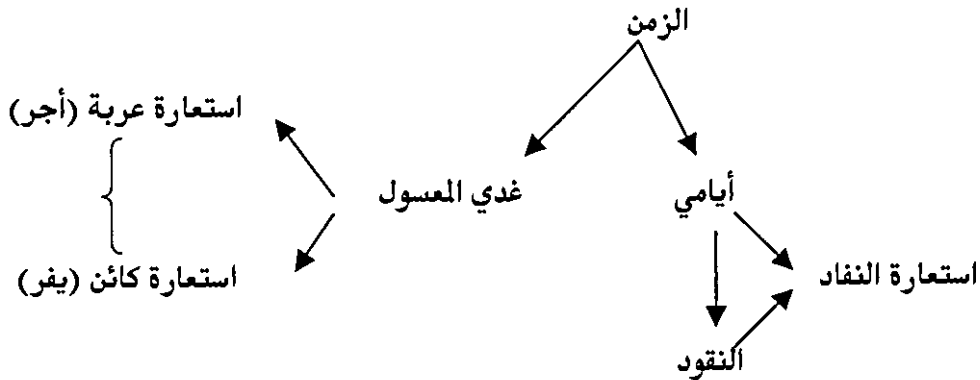 الزمن
استعارة عربة (أجر)
أيامي
غدي المعسول
استعارة النفاد
استعارة كائن (يفر)
النقود